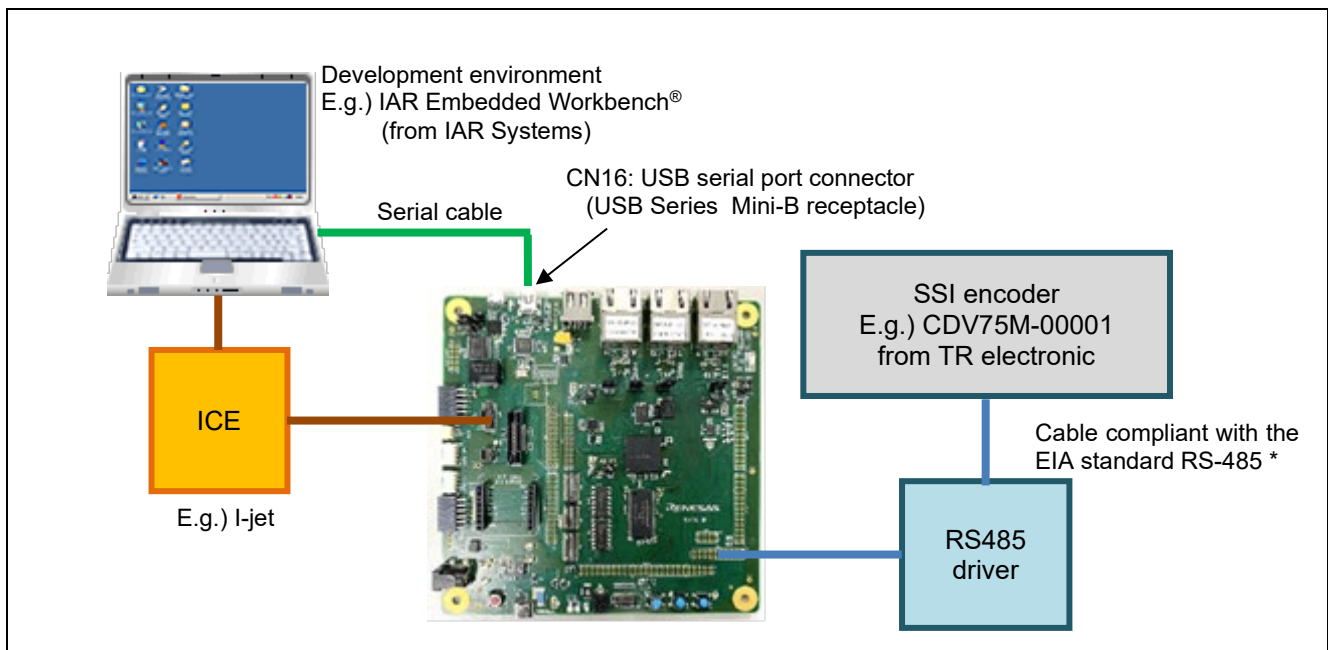 Development environment
E.g.) IAR Embedded Workbench®
(from IAR Systems)
CN16: USB serial port connector
(USB Series Mini-B receptacle)
Serial cable
SSI encoder
E.g.) CDV75M-00001
from TR electronic
ICE
Cable compliant with the
EIA standard RS-485 *
E.g.) I-jet
RENESAS
RS485
driver